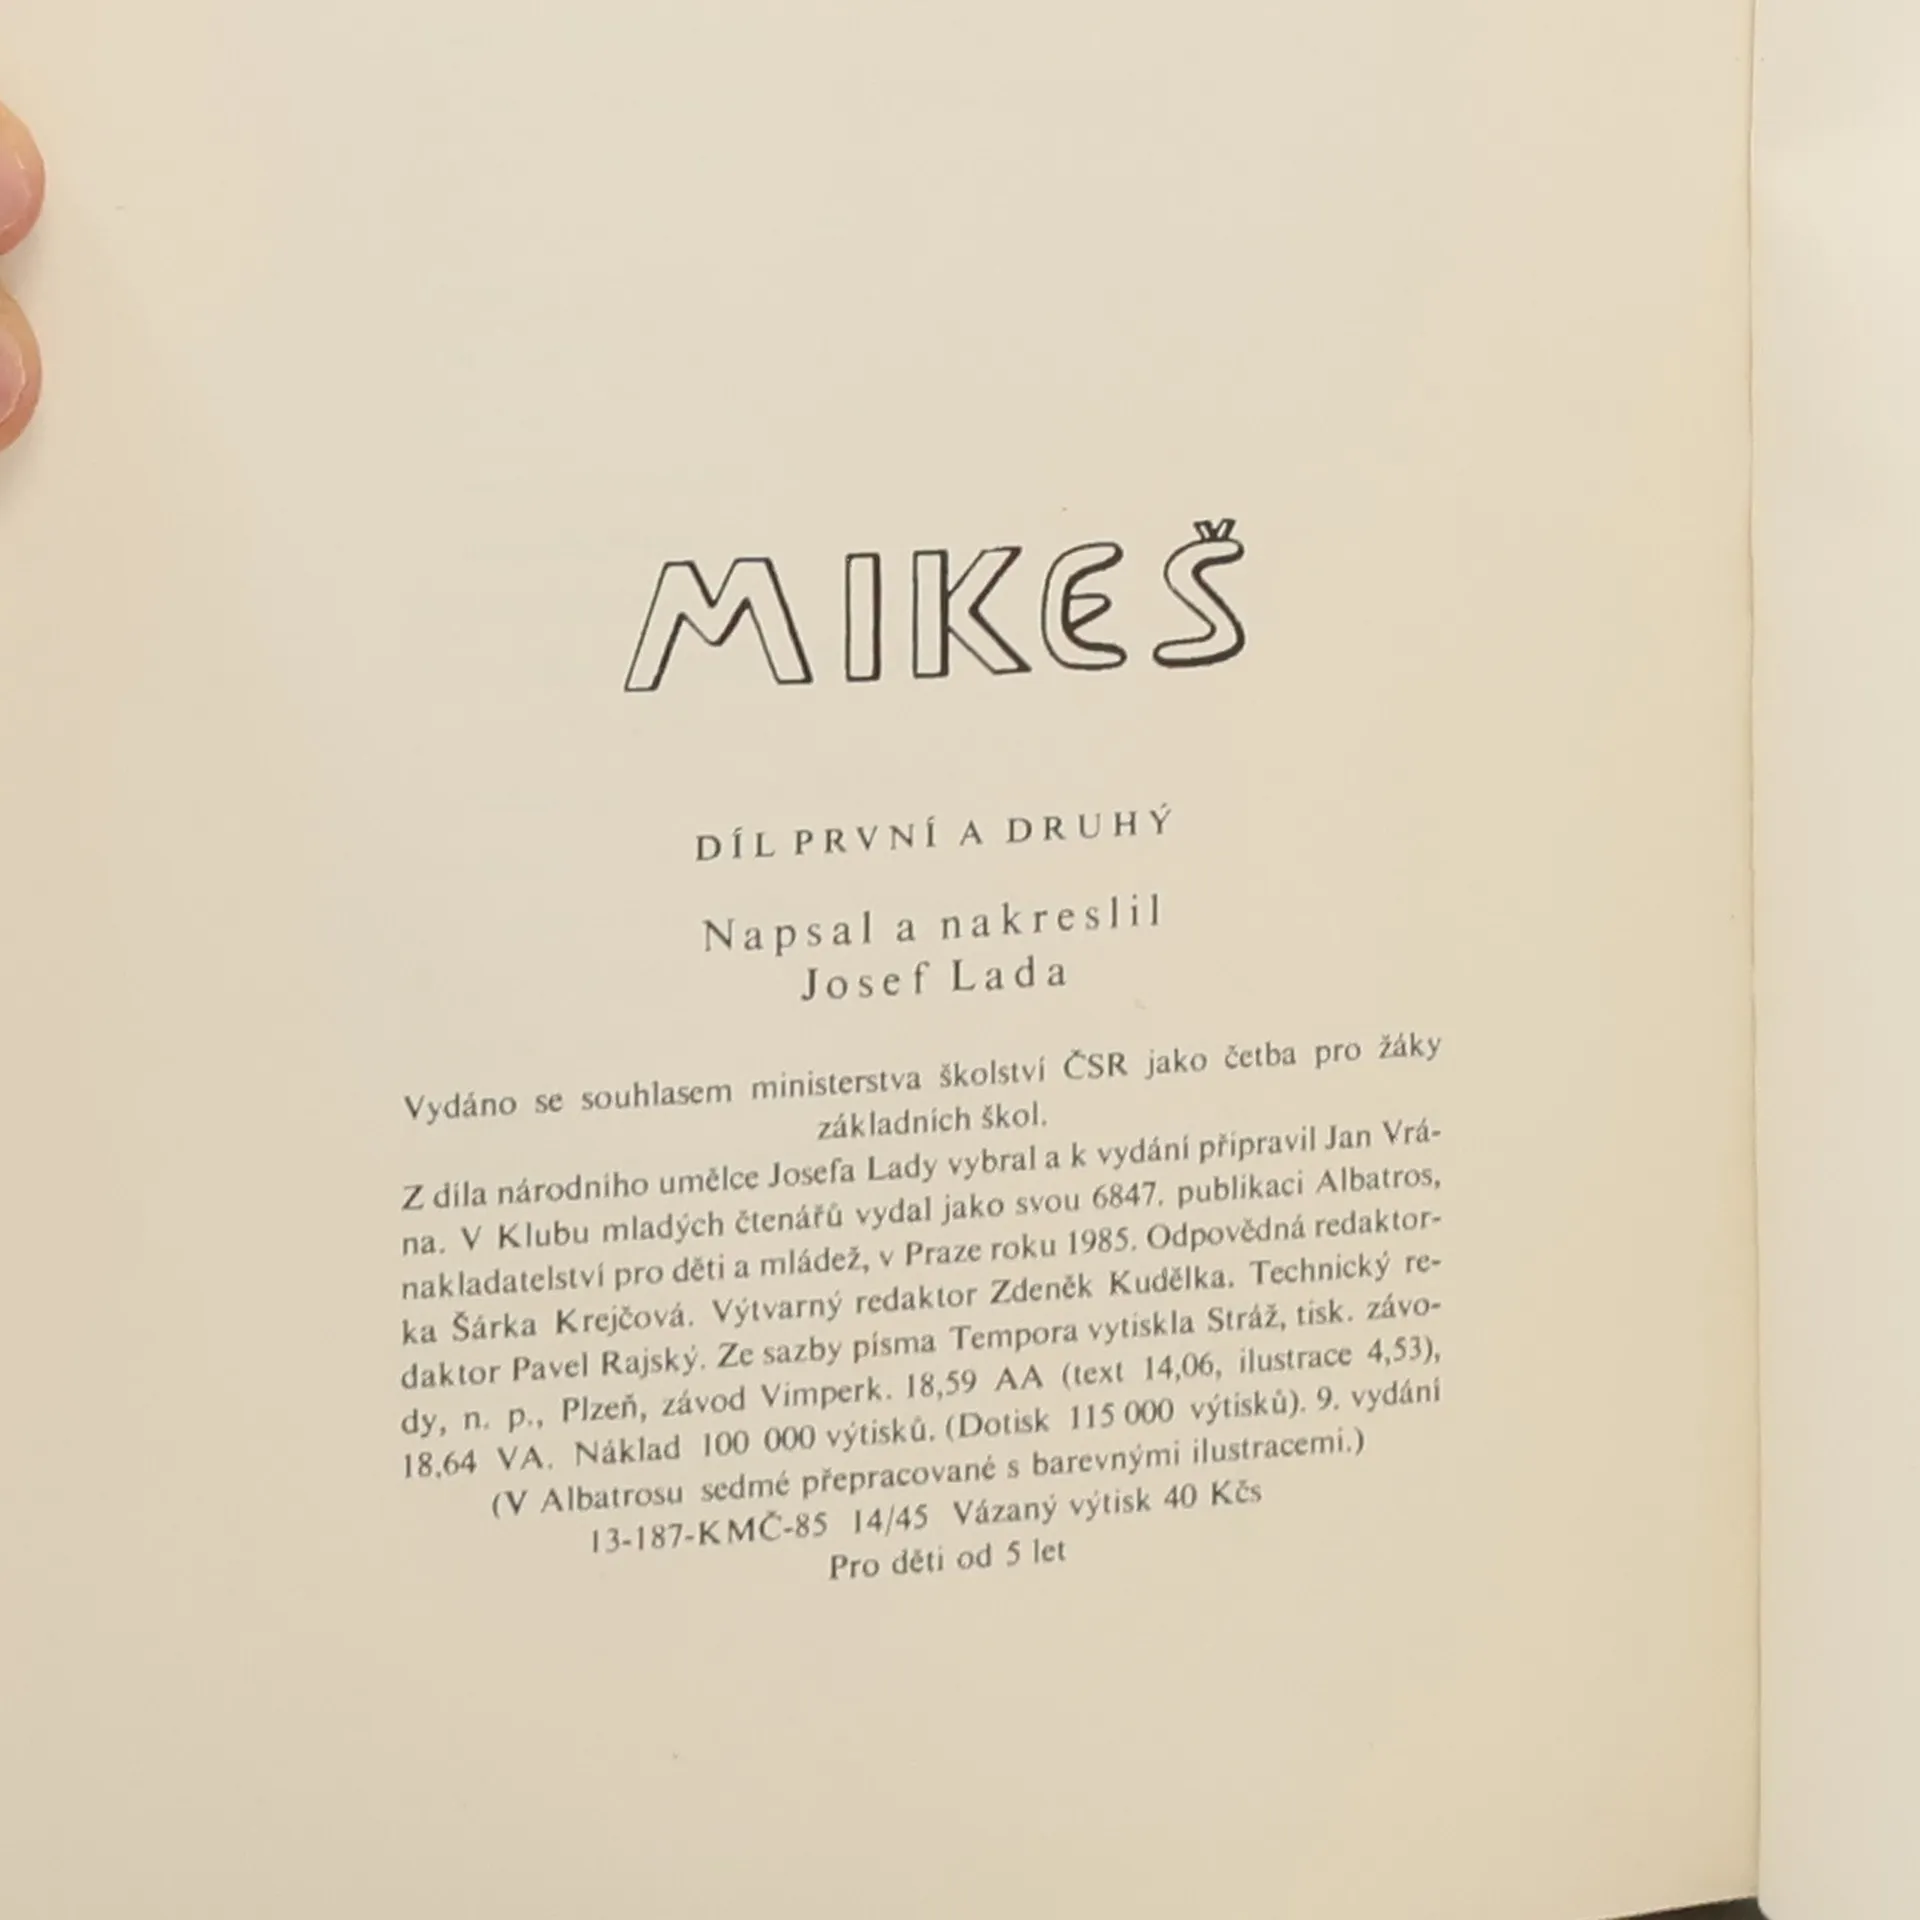 MIKEŠ
DÍL PRVNÍ A DRUHÝ
Napsal a nakreslil
Josef Lada
Vydáno se souhlasem ministerstva školství ČSR jako četba pro žáky
základních škol.
Z díla národního umělce Josefa Lady vybral a k vydání připravil Jan Vrá-
na. V Klubu mladých čtenářů vydal jako svou 6847. publikaci Albatros,
nakladatelství pro děti a mládež, v Praze roku 1985. Odpovědná redaktor-
ka Šárka Krejčová. Výtvarný redaktor Zdeněk Kudělka. Technický re-
daktor Pavel Rajský. Ze sazby písma Tempora vytiskla Stráž, tisk. závo-
dy, n. p., Plzeň, závod Vimperk. 18,59 AA (text 14,06, ilustrace 4,53),
18,64 VA. Náklad 100 000 výtisků. (Dotisk 115 000 výtisků). 9. vydání
(V Albatrosu sedmé přepracované s barevnými ilustracemi.)
13-187-KMČ-85 14/45 Vázaný výtisk 40 Kčs
Pro děti od 5 let